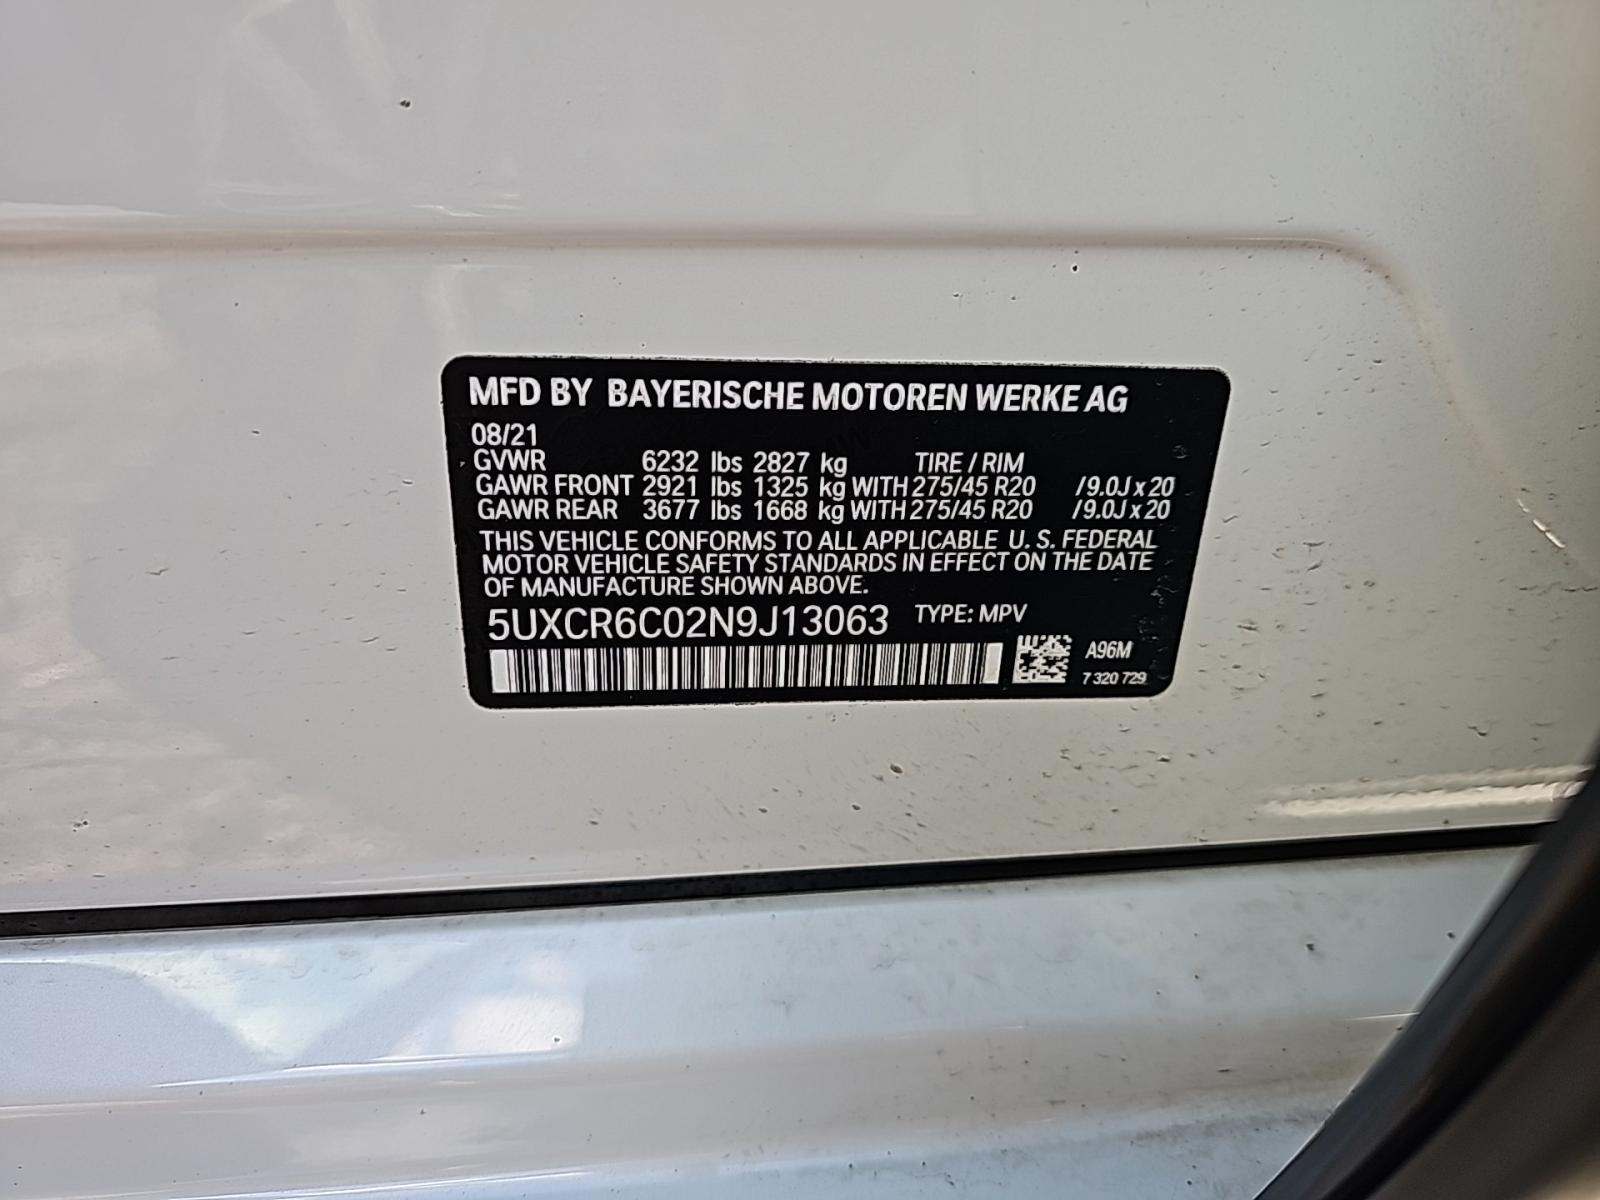 MFD BY BAYERISCHE MOTOREN WERKE AG
08/21
GVWR 6232 lbs 2827 kg TIRE / RIM
GAWR FRONT 2921 lbs 1325 kg WITH 275/45 R20 /9.0J x 20
GAWR REAR 3677 lbs 1668 kg WITH 275/45 R20 /9.0J x 20
THIS VEHICLE CONFORMS TO ALL APPLICABLE U. S. FEDERAL
MOTOR VEHICLE SAFETY STANDARDS IN EFFECT ON THE DATE
OF MANUFACTURE SHOWN ABOVE.
5UXCR6C02N9J13063 TYPE: MPV
A96M
7 320 729